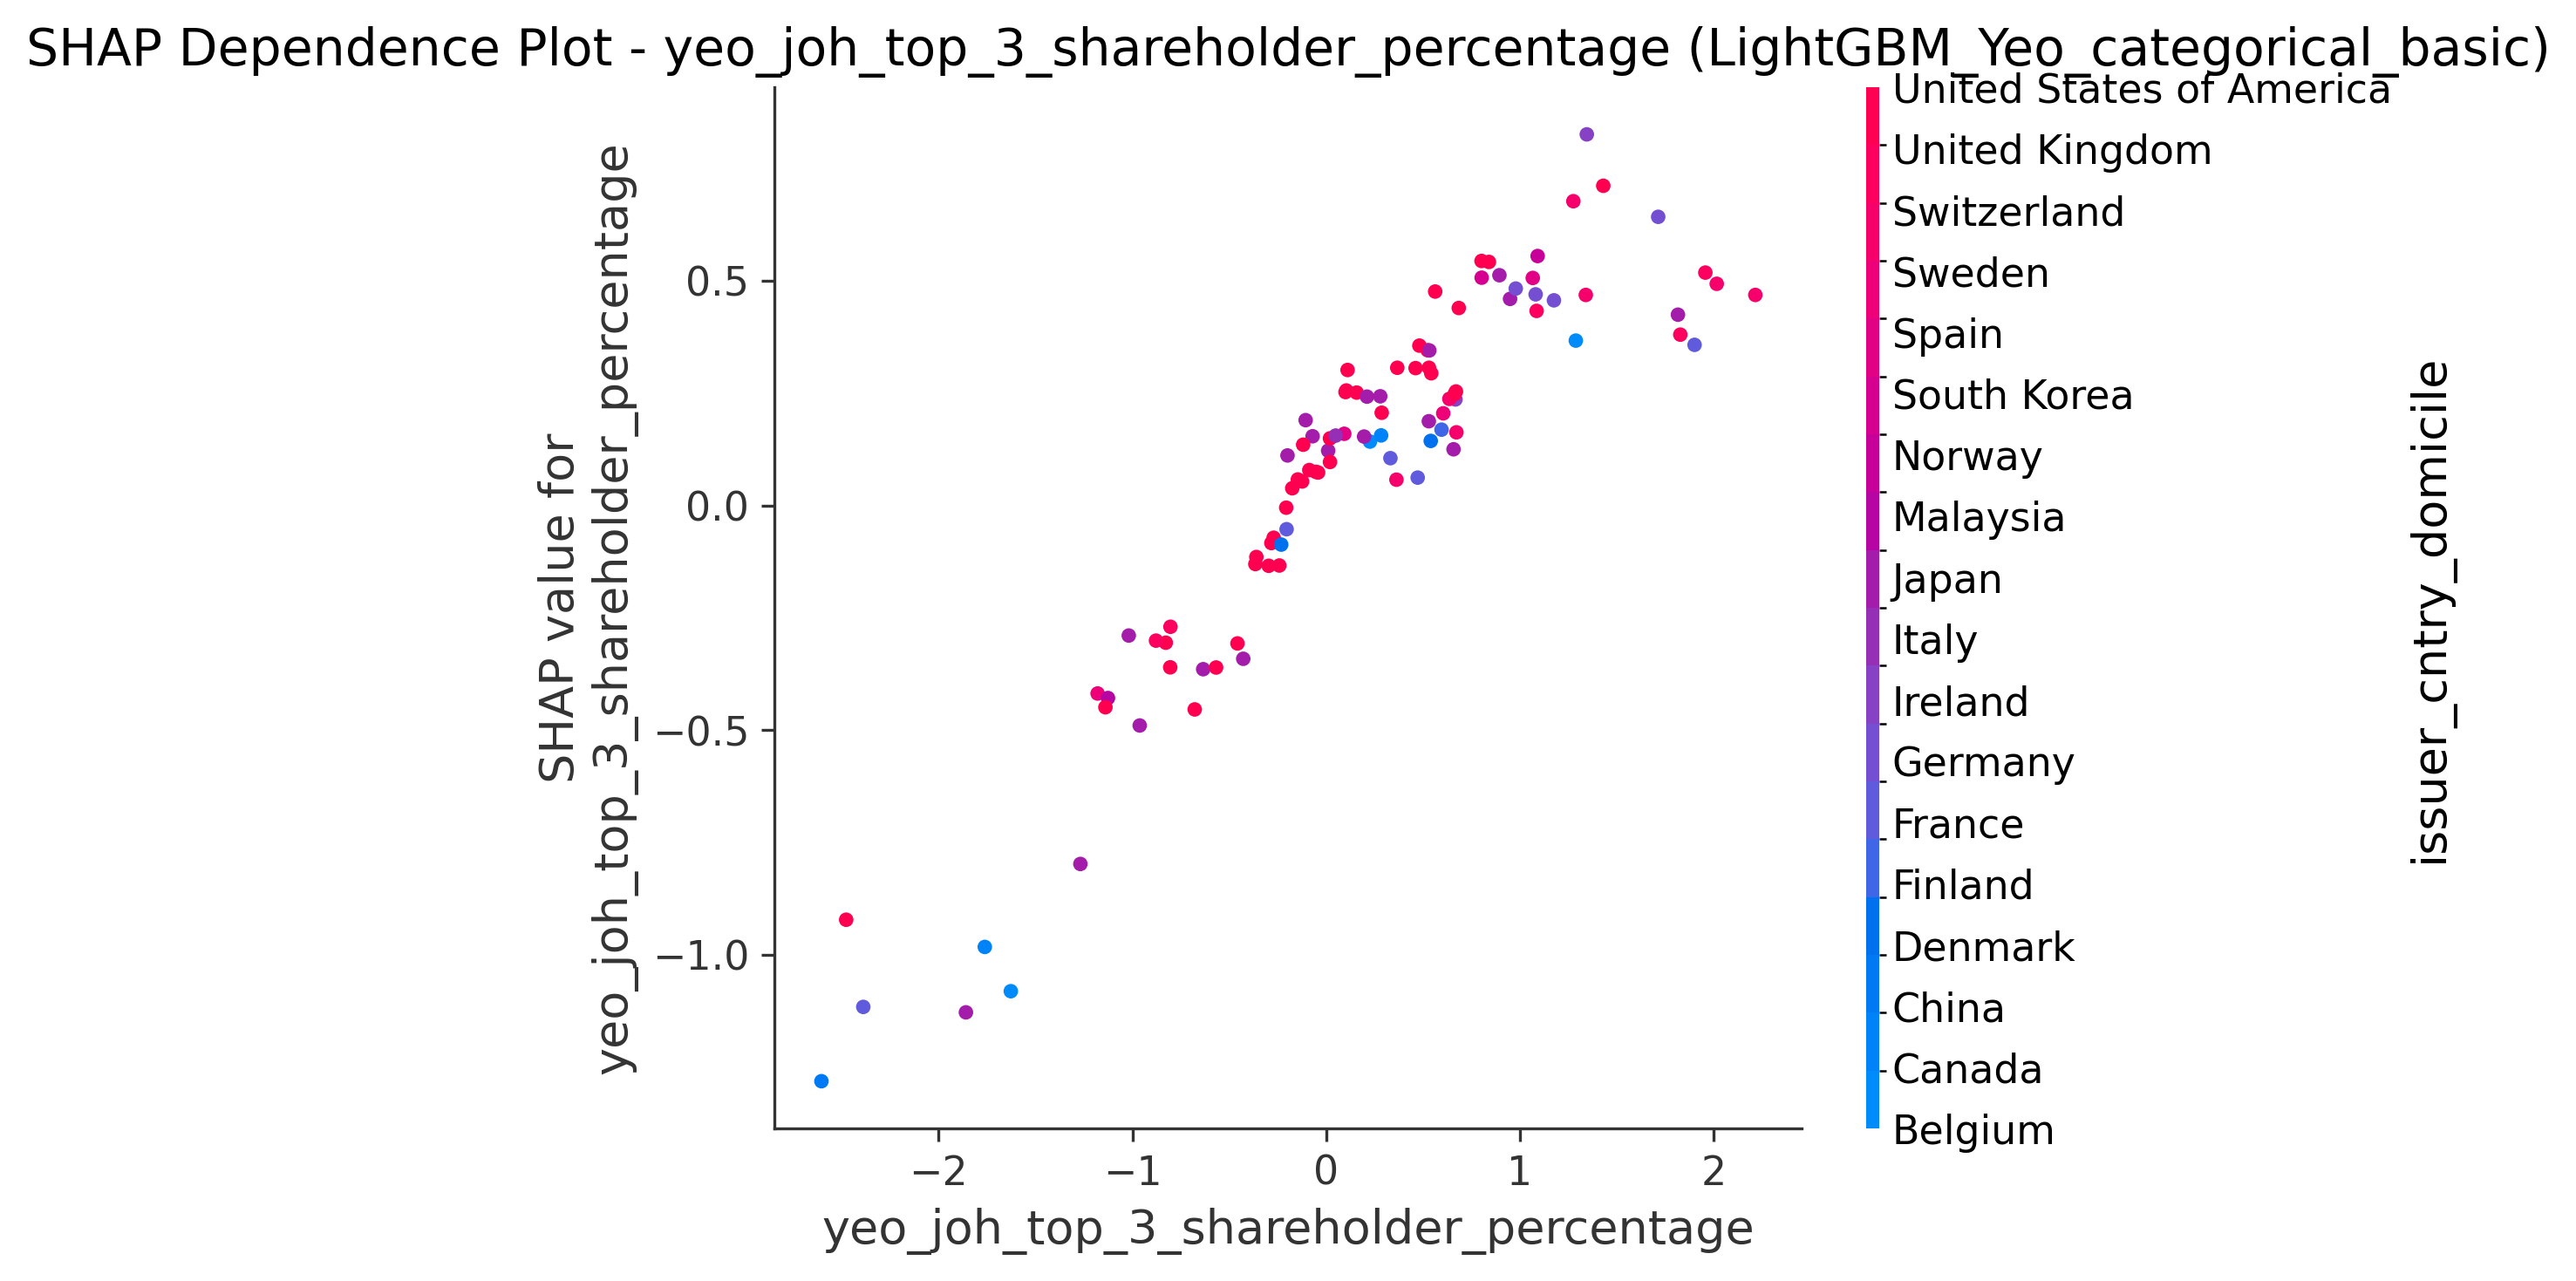 SHAP Dependence Plot - yeo_joh_top_3_shareholder_percentage (LightGBM_Yeo_categorical_basic)
SHAP value for
yeo_joh_top_3_shareholder_percentage
0.5
0.0
−0.5
−1.0
−2
−1
0
1
2
yeo_joh_top_3_shareholder_percentage
United States of America
United Kingdom
Switzerland
Sweden
Spain
South Korea
Norway
Malaysia
Japan
Italy
Ireland
Germany
France
Finland
Denmark
China
Canada
Belgium
issuer_cntry_domicile